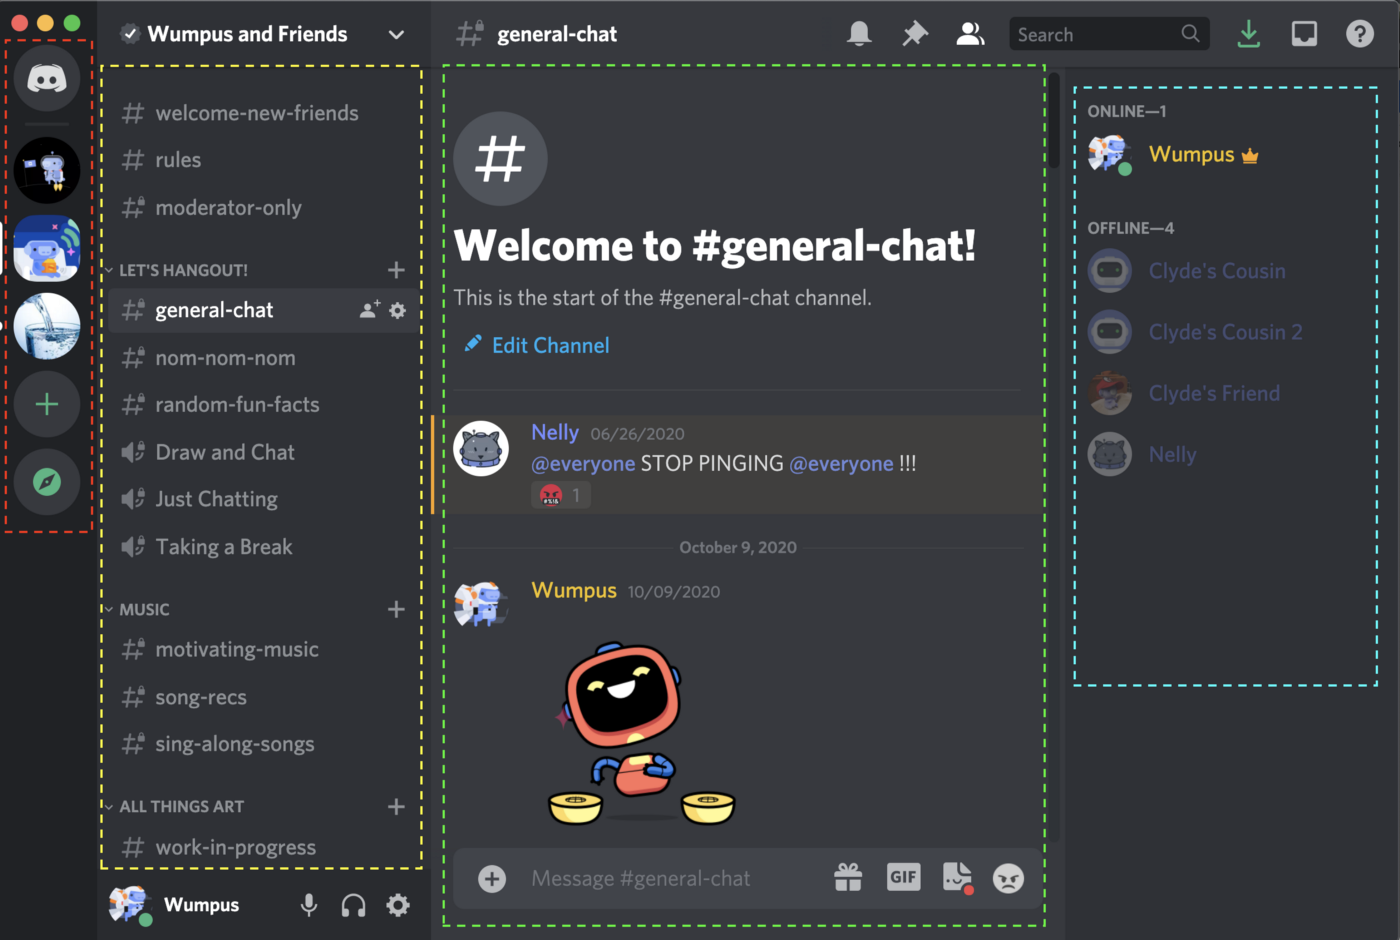 Wumpus and Friends
welcome-new-friends
rules
moderator-only
LET'S HANGOUT!
general-chat
nom-nom-nom
random-fun-facts
Draw and Chat
Just Chatting
Taking a Break
MUSIC
motivating-music
song-recs
sing-along-songs
ALL THINGS ART
work-in-progress
Wumpus
general-chat
Search
Welcome to #general-chat!
This is the start of the #general-chat channel.
Edit Channel
Nelly 06/26/2020
@everyone STOP PINGING @everyone !!!
1
October 9, 2020
Wumpus 10/09/2020
Message #general-chat
GIF
ONLINE—1
Wumpus
OFFLINE—4
Clyde's Cousin
Clyde's Cousin 2
Clyde's Friend
Nelly